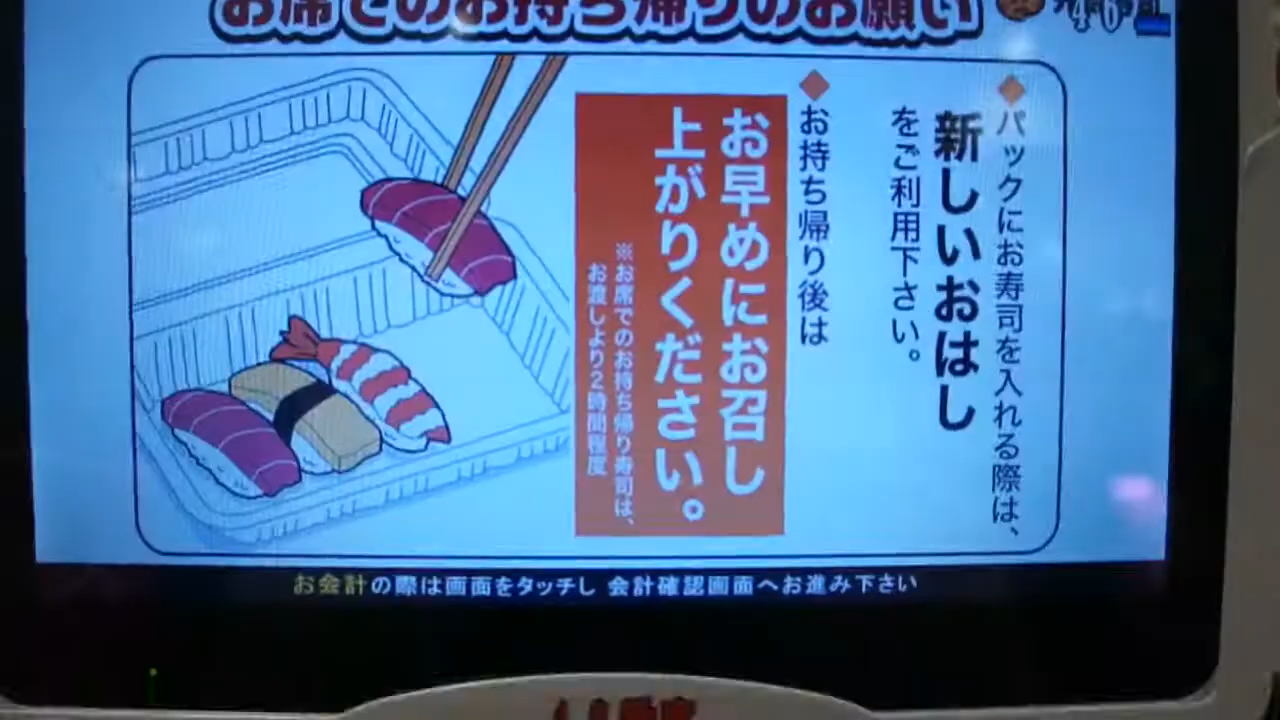 お席でのお持ち帰りのお願い
◆パックにお寿司を入れる際は、
新しいおはし
をご利用下さい。
◆お持ち帰り後は
お早めにお召し
上がりください。
※お席でのお持ち帰り寿司は、
お渡しより2時間程度
お会計の際は画面をタッチし 会計確認画面へお進み下さい